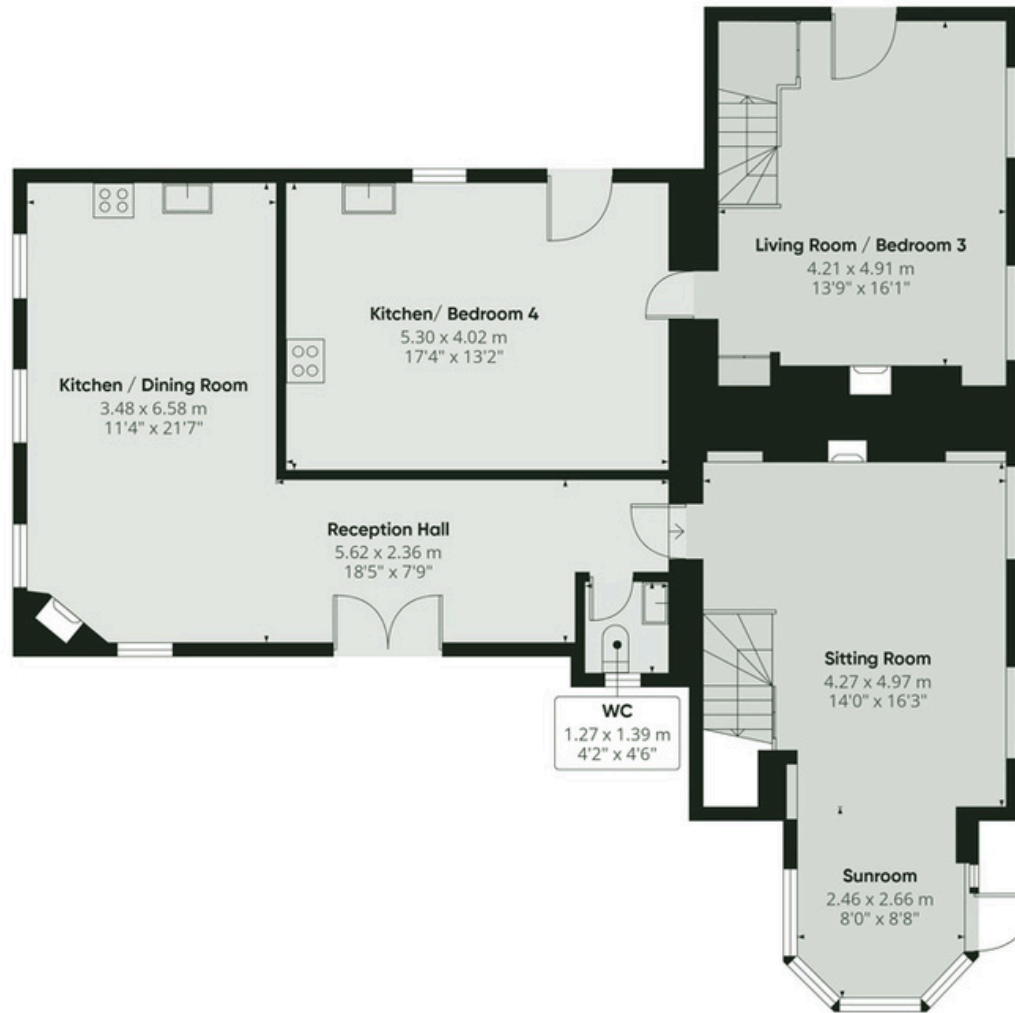 Living Room / Bedroom 3
4.21 x 4.91 m
13'9" x 16'1"
Kitchen/ Bedroom 4
5.30 x 4.02 m
17'4" x 13'2"
Kitchen / Dining Room
3.48 x 6.58 m
11'4" x 21'7"
Reception Hall
5.62 x 2.36 m
18'5" x 7'9"
Sitting Room
4.27 x 4.97 m
14'0" x 16'3"
WC
1.27 x 1.39 m
4'2" x 4'6"
Sunroom
2.46 x 2.66 m
8'0" x 8'8"